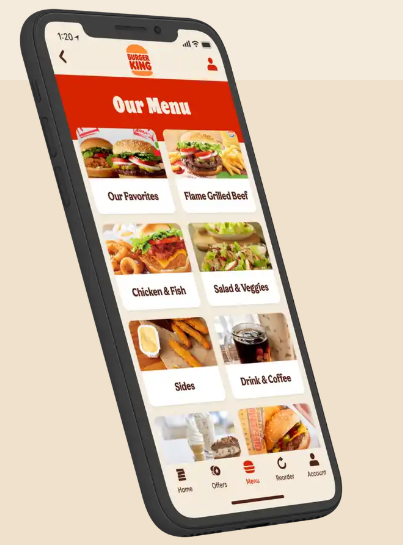 1:20
BURGER
KING
Our Menu
Our Favorites
Flame Grilled Beef
Chicken & Fish
Salad & Veggies
Sides
Drink & Coffee
Home
Offers
Menu
Reorder
Account